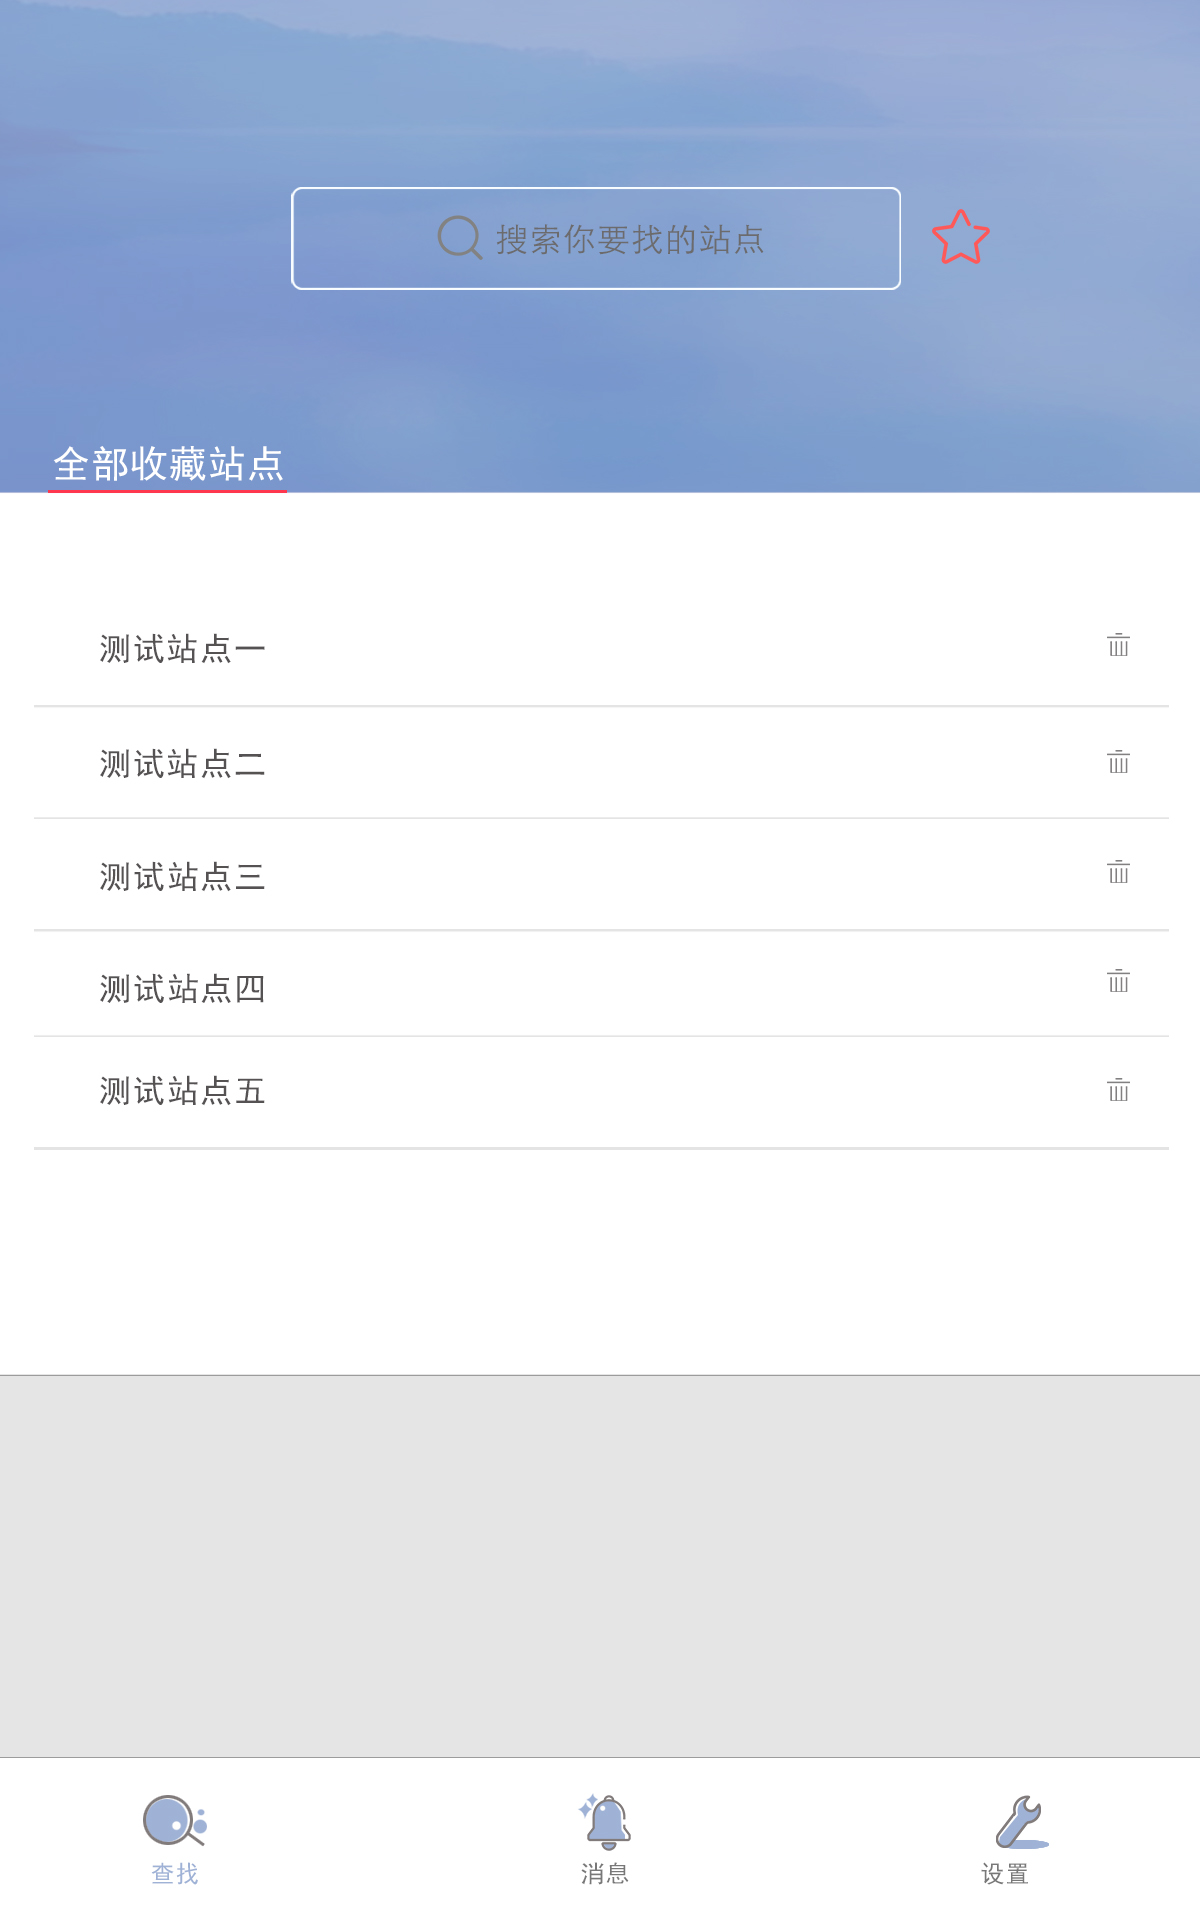 搜索你要找的站点
全部收藏站点
测试站点一
测试站点二
测试站点三
测试站点四
测试站点五
查找
消息
设置